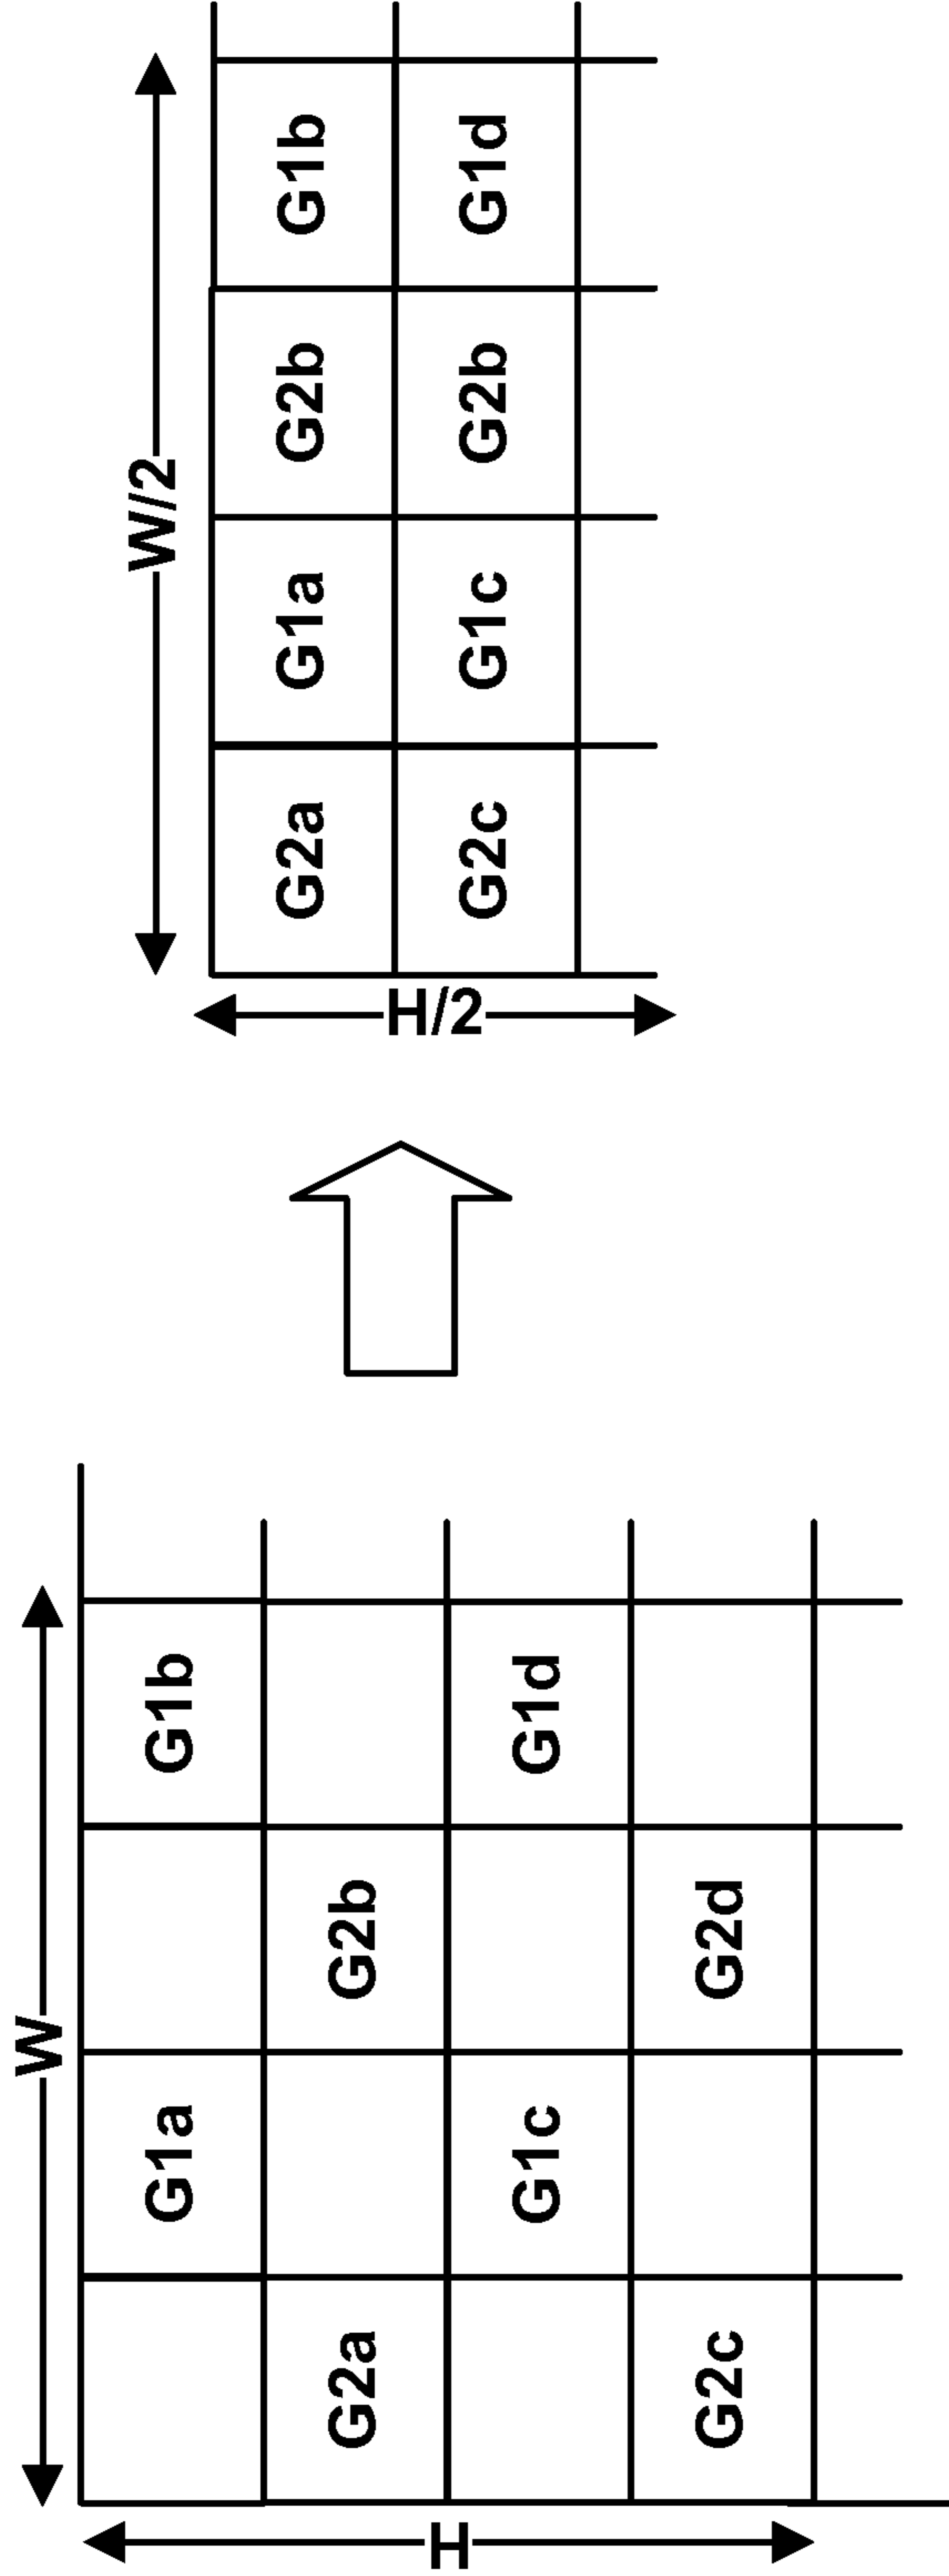 W
G1a G1b
G2a G2b
H
G1c G1d
G2c G2d
W/2
G2a G1a G2b G1b
H/2
G2c G1c G2b G1d